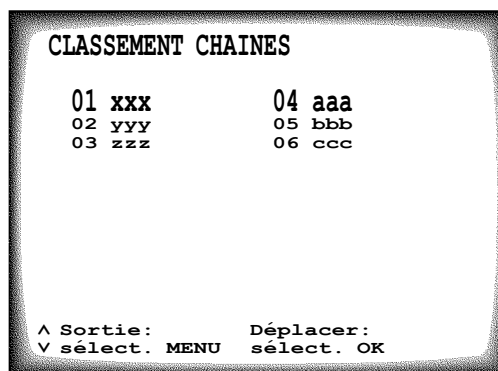 CLASSEMENT CHAINES
01 xxx 04 aaa
02 yyy 05 bbb
03 zzz 06 ccc
^ Sortie: Déplacer:
v sélect. MENU sélect. OK